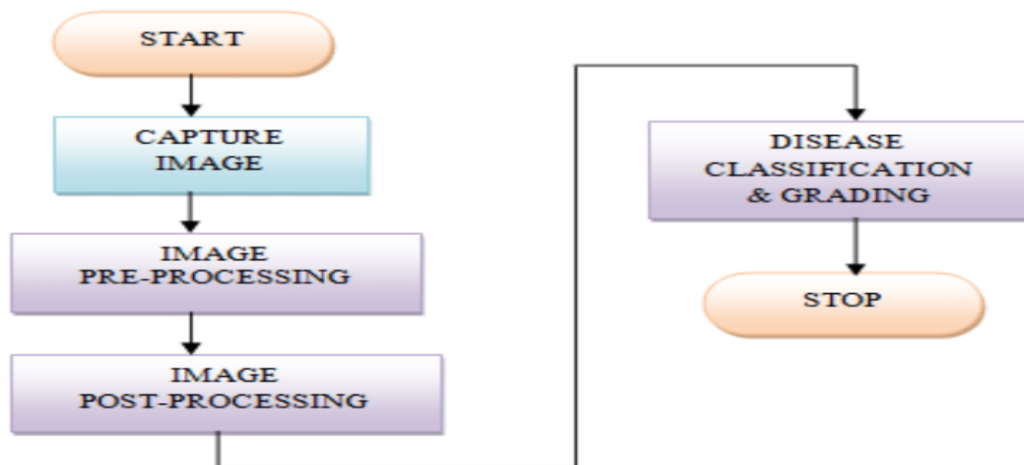 START
CAPTURE
IMAGE
IMAGE
PRE-PROCESSING
IMAGE
POST-PROCESSING
DISEASE
CLASSIFICATION
& GRADING
STOP